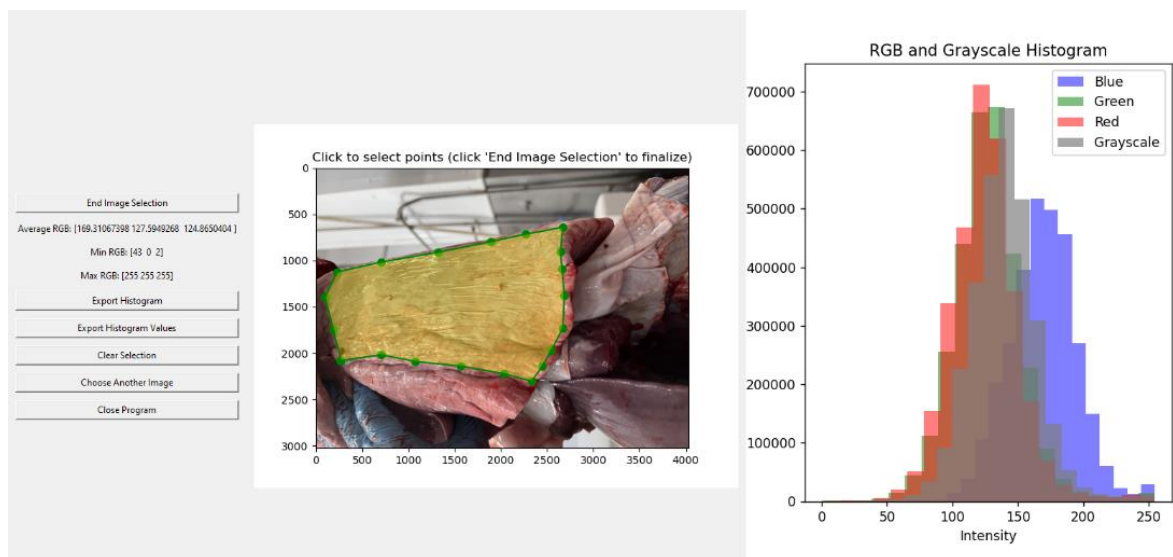 End Image Selection
Average RGB: [169.31067398 127.5949268 124.8650404 ]
Min RGB: [43 0 2]
Max RGB: [255 255 255]
Export Histogram
Export Histogram Values
Clear Selection
Choose Another Image
Close Program
Click to select points (click 'End Image Selection' to finalize)
0
500
1000
1500
2000
2500
3000
0 500 1000 1500 2000 2500 3000 3500 4000
RGB and Grayscale Histogram
Blue
Green
Red
Grayscale
700000
600000
500000
400000
300000
200000
100000
0
0 50 100 150 200 250
Intensity